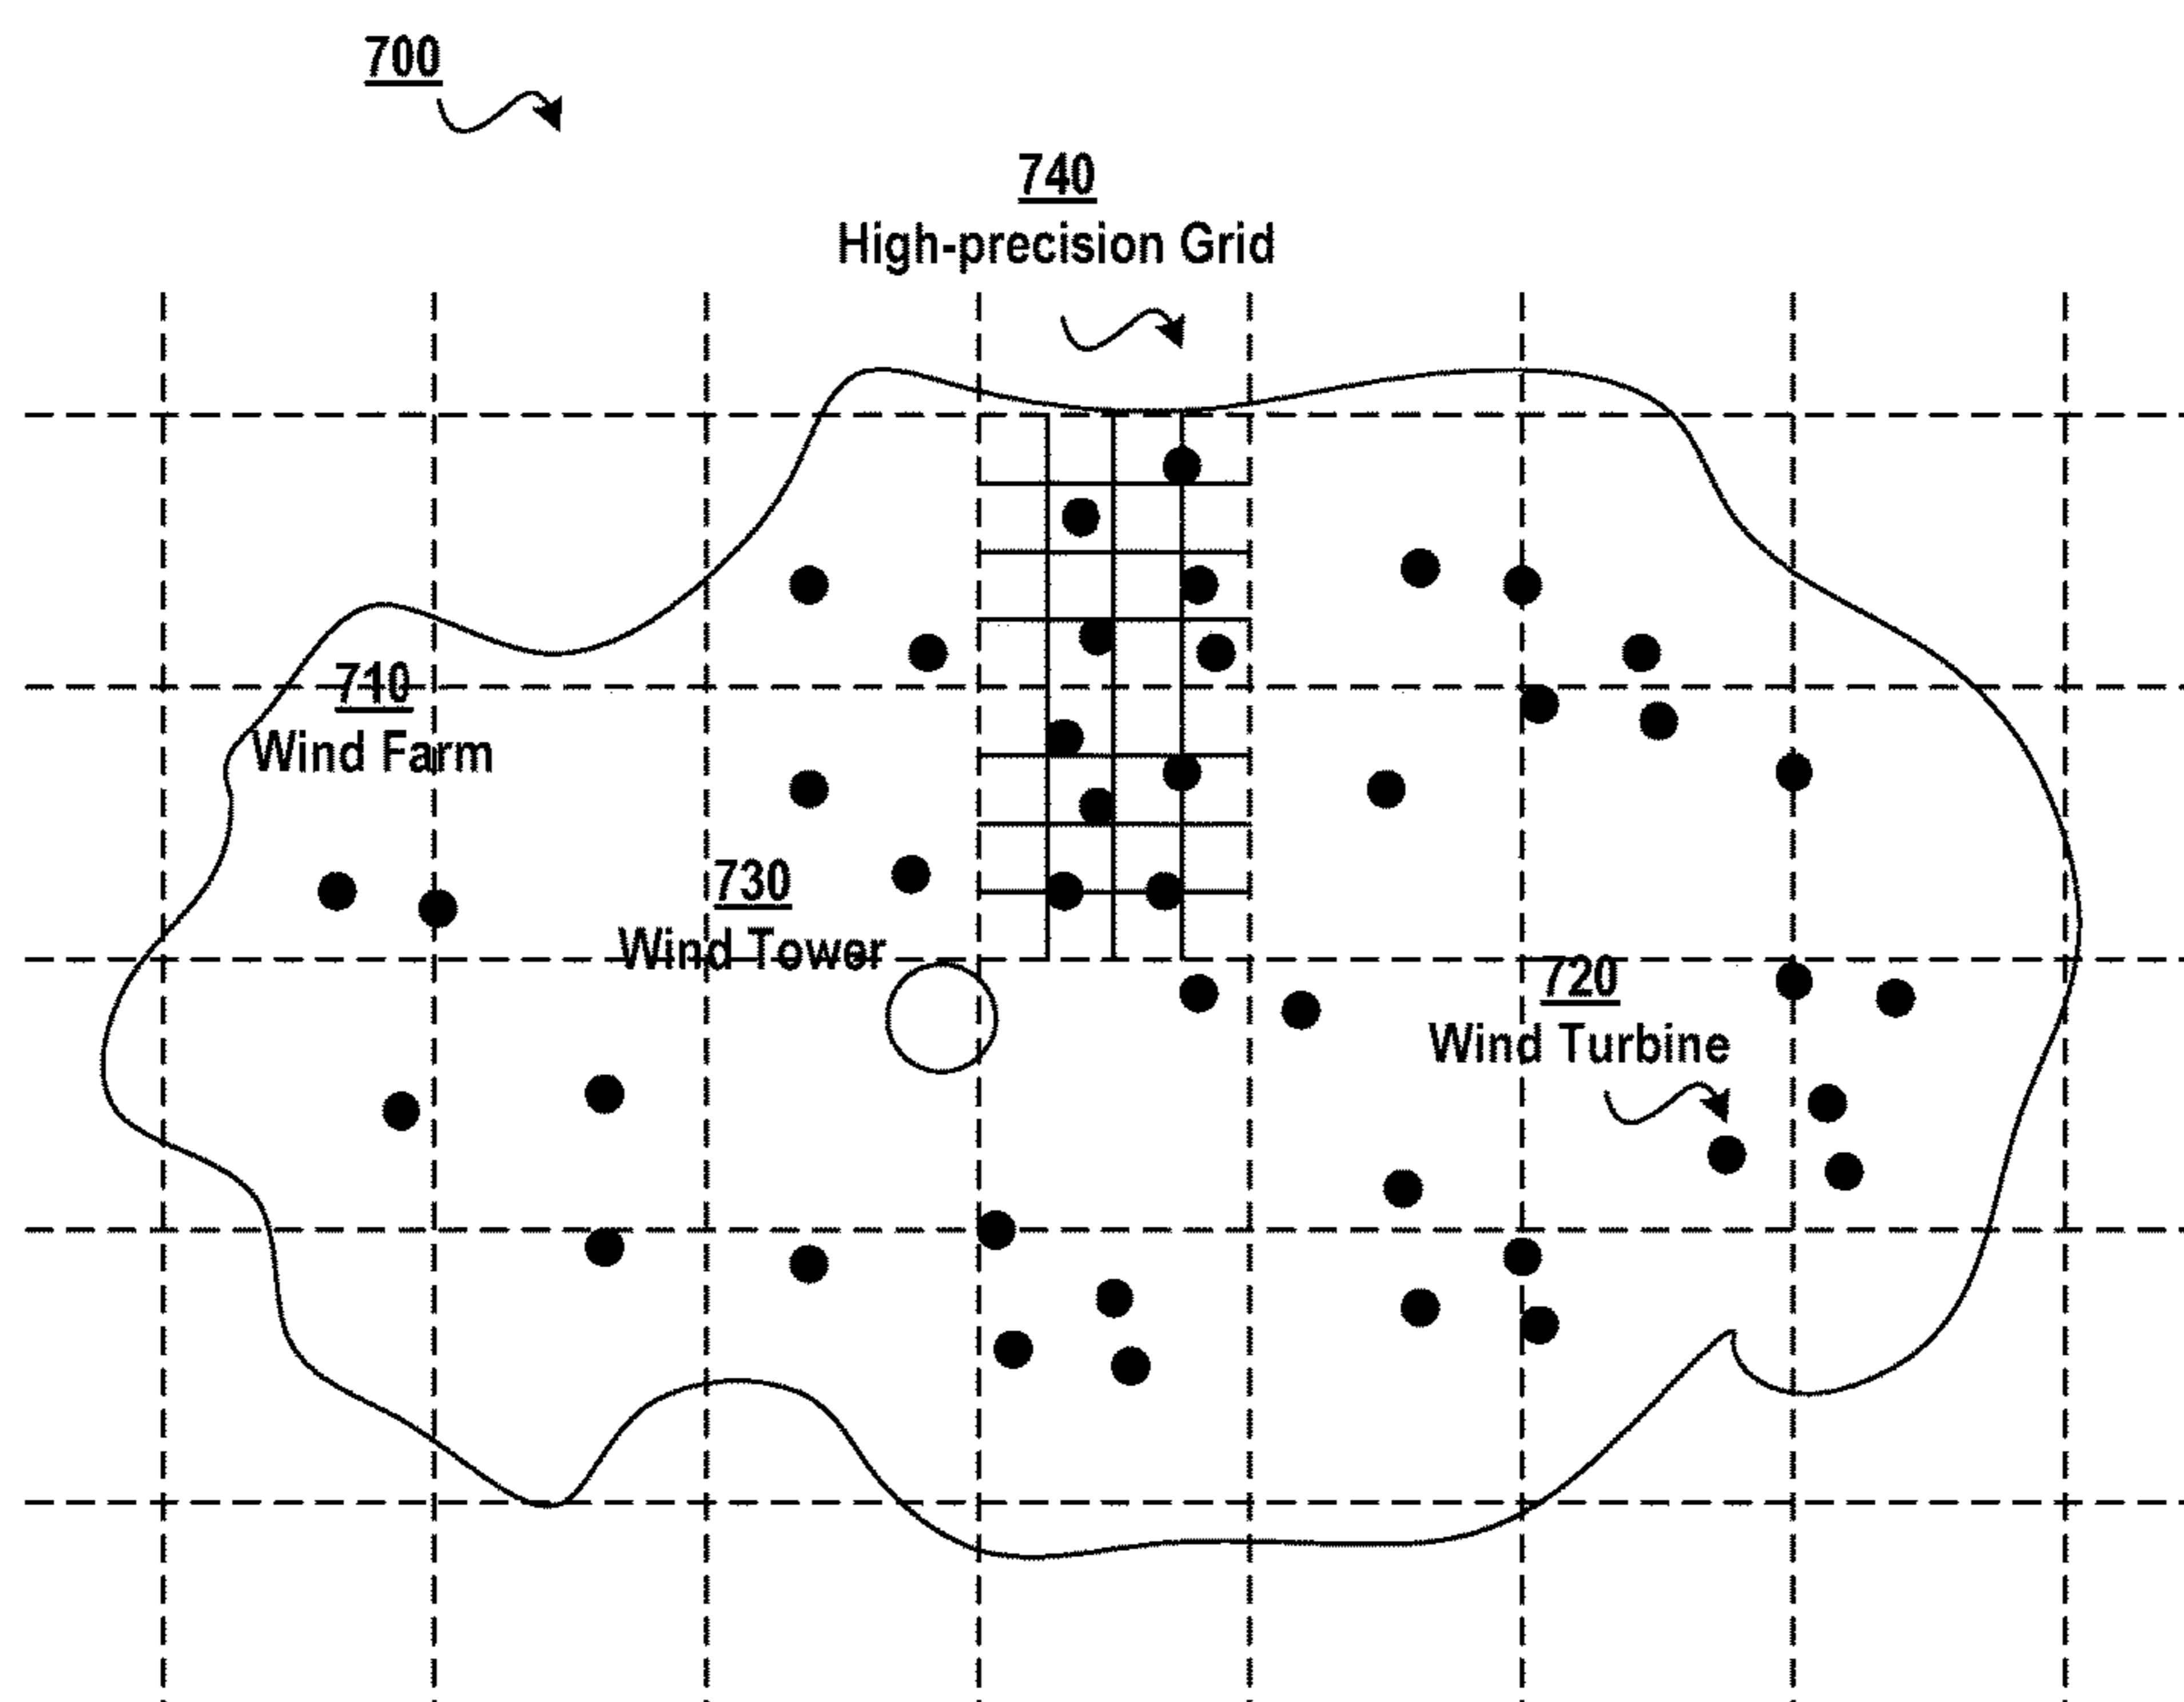 700
740
High-precision Grid
710
Wind Farm
730
Wind Tower
720
Wind Turbine